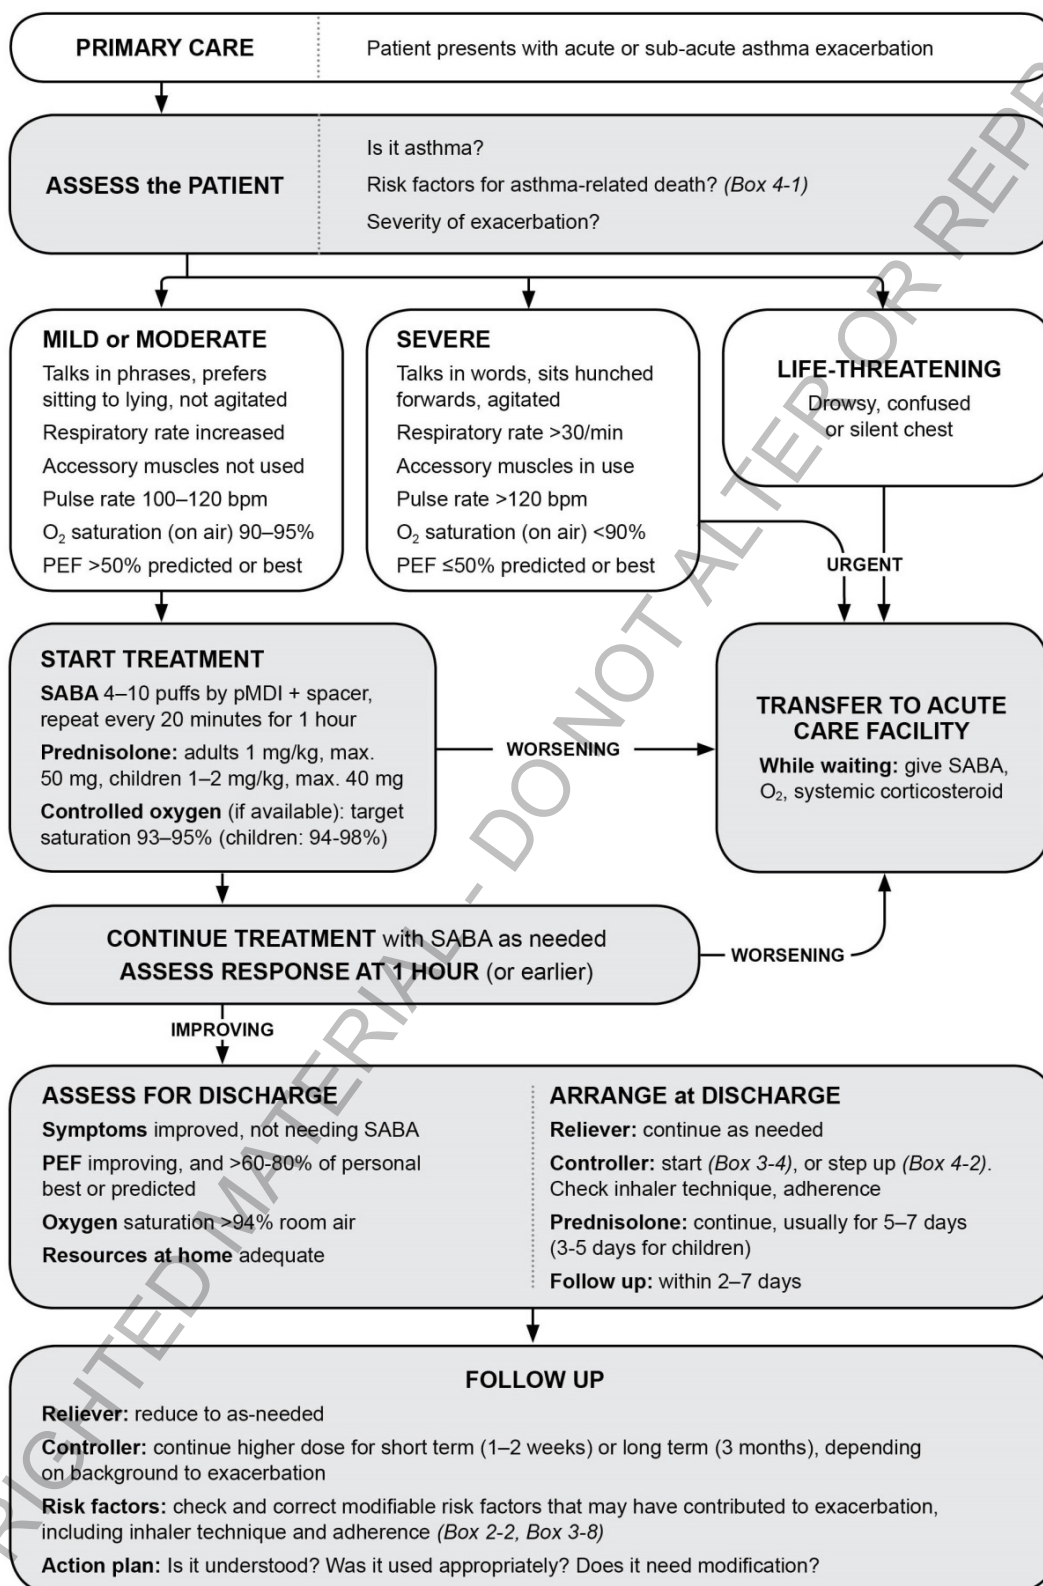 PRIMARY CARE
Patient presents with acute or sub-acute asthma exacerbation
ASSESS the PATIENT
Is it asthma?
Risk factors for asthma-related death? (Box 4-1)
Severity of exacerbation?
MILD or MODERATE
Talks in phrases, prefers
sitting to lying, not agitated
Respiratory rate increased
Accessory muscles not used
Pulse rate 100–120 bpm
O₂ saturation (on air) 90–95%
PEF >50% predicted or best
SEVERE
Talks in words, sits hunched
forwards, agitated
Respiratory rate >30/min
Accessory muscles in use
Pulse rate >120 bpm
O₂ saturation (on air) <90%
PEF ≤50% predicted or best
LIFE-THREATENING
Drowsy, confused
or silent chest
URGENT
START TREATMENT
SABA 4–10 puffs by pMDI + spacer,
repeat every 20 minutes for 1 hour
Prednisolone: adults 1 mg/kg, max.
50 mg, children 1–2 mg/kg, max. 40 mg
Controlled oxygen (if available): target
saturation 93–95% (children: 94-98%)
WORSENING
TRANSFER TO ACUTE
CARE FACILITY
While waiting: give SABA,
O₂, systemic corticosteroid
CONTINUE TREATMENT with SABA as needed
ASSESS RESPONSE AT 1 HOUR (or earlier)
WORSENING
IMPROVING
ASSESS FOR DISCHARGE
Symptoms improved, not needing SABA
PEF improving, and >60-80% of personal
best or predicted
Oxygen saturation >94% room air
Resources at home adequate
ARRANGE at DISCHARGE
Reliever: continue as needed
Controller: start (Box 3-4), or step up (Box 4-2).
Check inhaler technique, adherence
Prednisolone: continue, usually for 5–7 days
(3-5 days for children)
Follow up: within 2–7 days
FOLLOW UP
Reliever: reduce to as-needed
Controller: continue higher dose for short term (1–2 weeks) or long term (3 months), depending
on background to exacerbation
Risk factors: check and correct modifiable risk factors that may have contributed to exacerbation,
including inhaler technique and adherence (Box 2-2, Box 3-8)
Action plan: Is it understood? Was it used appropriately? Does it need modification?
RIGHTED MATERIAL - DO NOT ALTER OR REPR